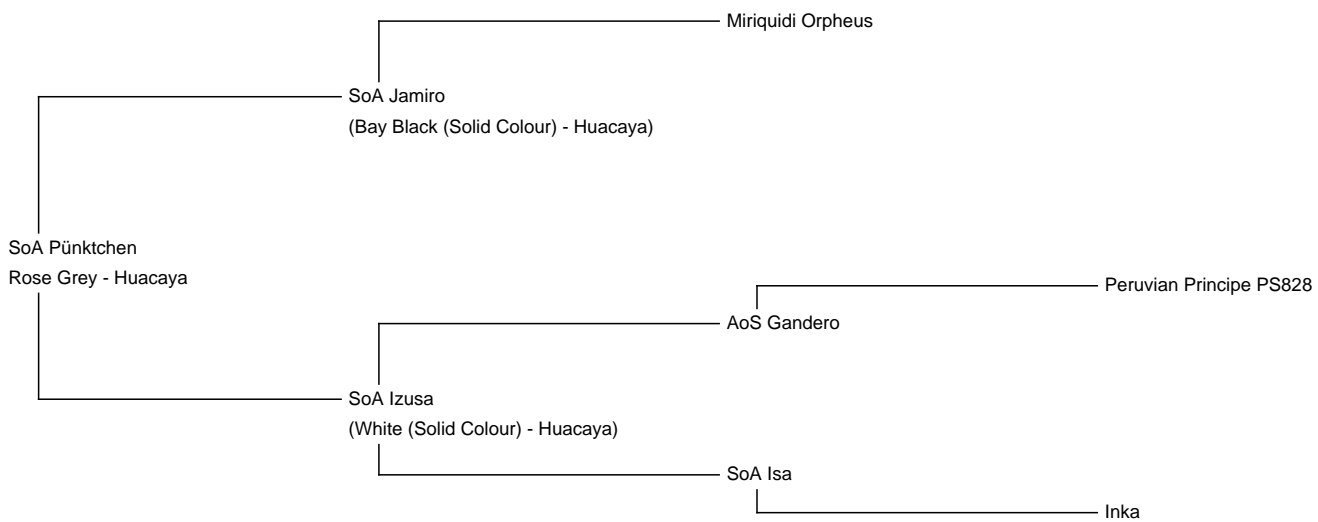 Miriquidi Orpheus
SoA Jamiro
(Bay Black (Solid Colour) - Huacaya)
SoA Pünktchen
Rose Grey - Huacaya
Peruvian Principe PS828
AoS Gandero
SoA Izusa
(White (Solid Colour) - Huacaya)
SoA Isa
Inka